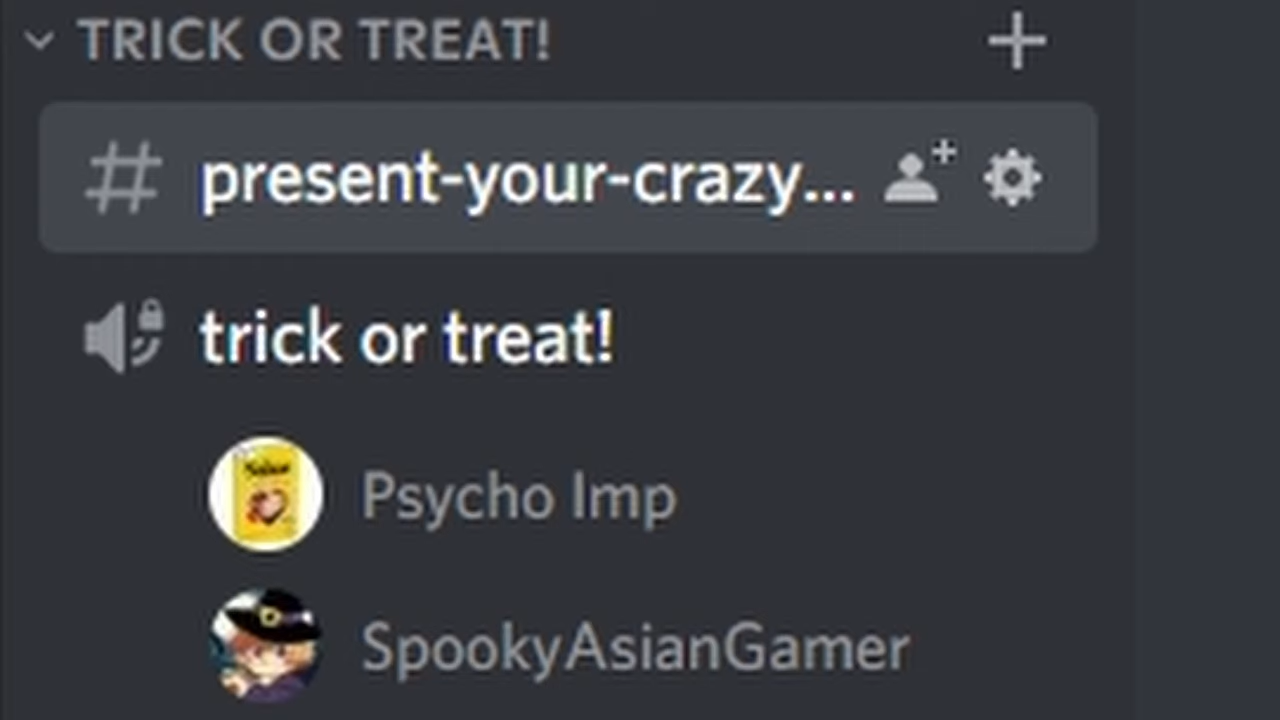 TRICK OR TREAT!
present-your-crazy...
trick or treat!
Psycho Imp
SpookyAsianGamer